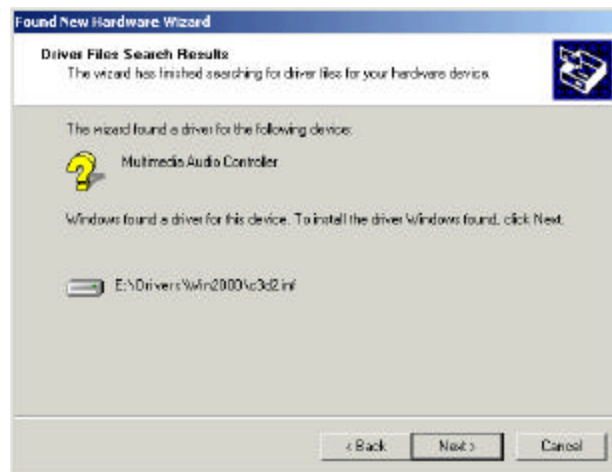 Found New Hardware Wizard
Driver Files Search Results
The wizard has finished searching for driver files for your hardware device.
The wizard found a driver for the following device:
Multimedia Audio Controller
Windows found a driver for this device. To install the driver Windows found, click Next.
E:\Drivers\Win2000\c3d2.inf
< Back Next > Cancel